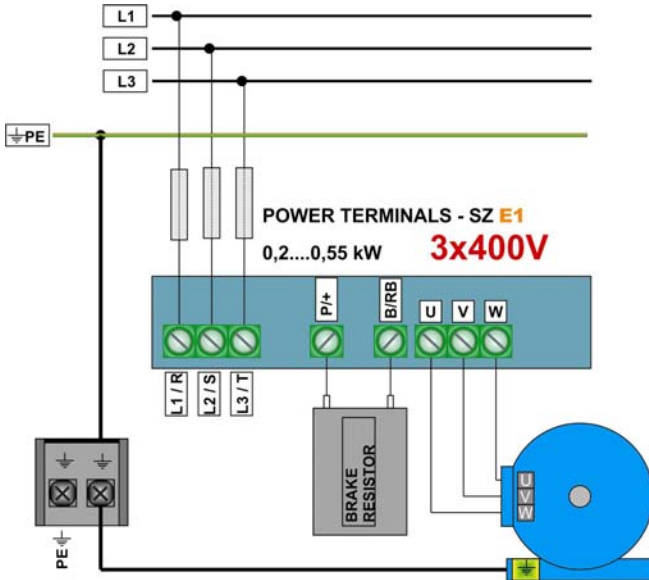 L1
L2
L3
PE
POWER TERMINALS - SZ E1
0,2....0,55 kW 3x400V
P/+
B/RB
U V W
L1 / R
L2 / S
L3 / T
BRAKE
RESISTOR
U
V
W
PE